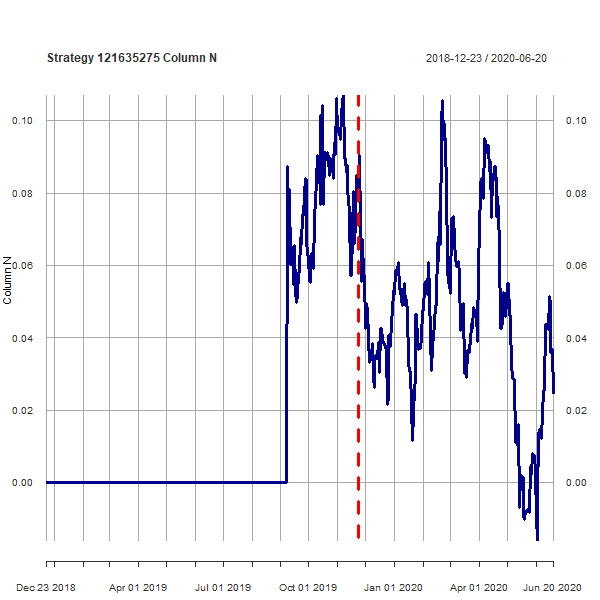 Strategy 121635275 Column N
2018-12-23 / 2020-06-20
0.10
0.10
0.08
0.08
0.06
0.06
0.04
0.04
0.02
0.02
0.00
0.00
Column N
Dec 23 2018
Apr 01 2019
Jul 01 2019
Oct 01 2019
Jan 01 2020
Apr 01 2020
Jun 20 2020